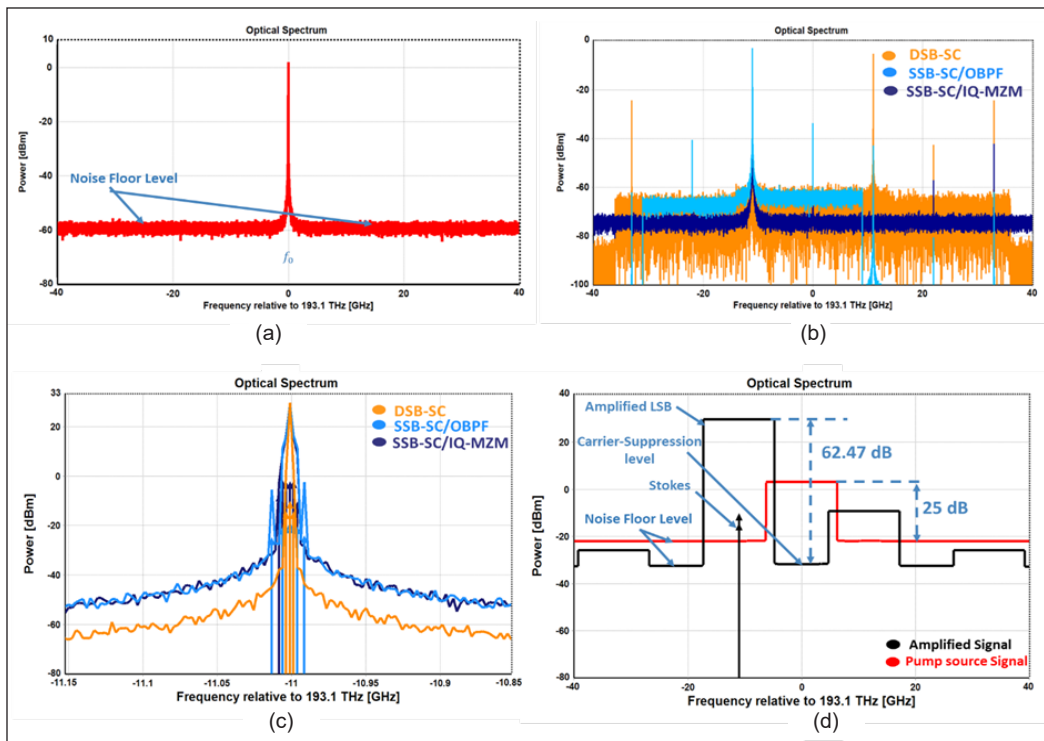 Optical Spectrum
10
0
-20
-40
-60
-80
Power [dBm]
Noise Floor Level
f₀
-40
-20
0
20
40
Frequency relative to 193.1 THz [GHz]
(a)
Optical Spectrum
0
-20
-40
-60
-80
-100
Power [dBm]
DSB-SC
SSB-SC/OBPF
SSB-SC/IQ-MZM
-40
-20
0
20
40
Frequency relative to 193.1 THz [GHz]
(b)
Optical Spectrum
33
20
0
-20
-40
-60
-80
Power [dBm]
DSB-SC
SSB-SC/OBPF
SSB-SC/IQ-MZM
-11.15
-11.1
-11
-10.9
-10.85
Frequency relative to 193.1 THz [GHz]
(c)
Optical Spectrum
40
20
0
-20
-40
-60
-80
Power [dBm]
Amplified LSB
Carrier-Suppression
level
Stokes
Noise Floor Level
62.47 dB
25 dB
Amplified Signal
Pump source Signal
-40
-20
0
20
40
Frequency relative to 193.1 THz [GHz]
(d)